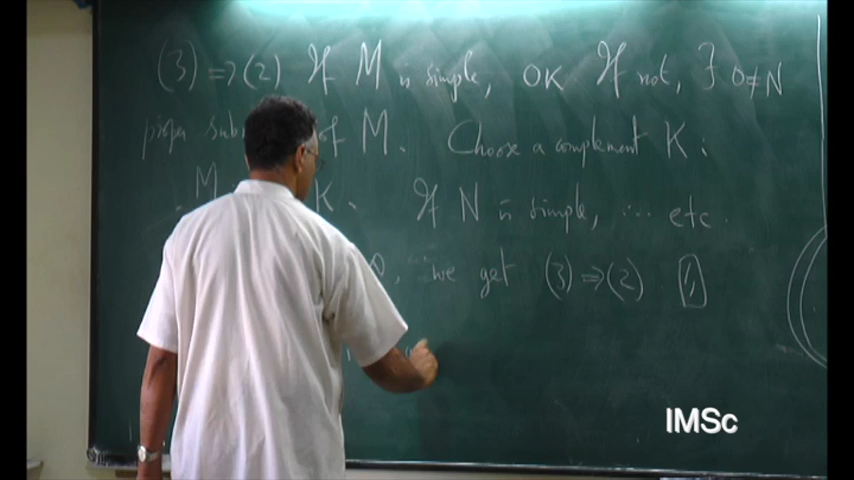 (3) ⇒ (2) If M is simple, OK If not, ∃ 0≠N
proper sub of M. Choose a complement K:
M K. If N is simple, ... etc.
we get (3) ⇒ (2)
IMSc